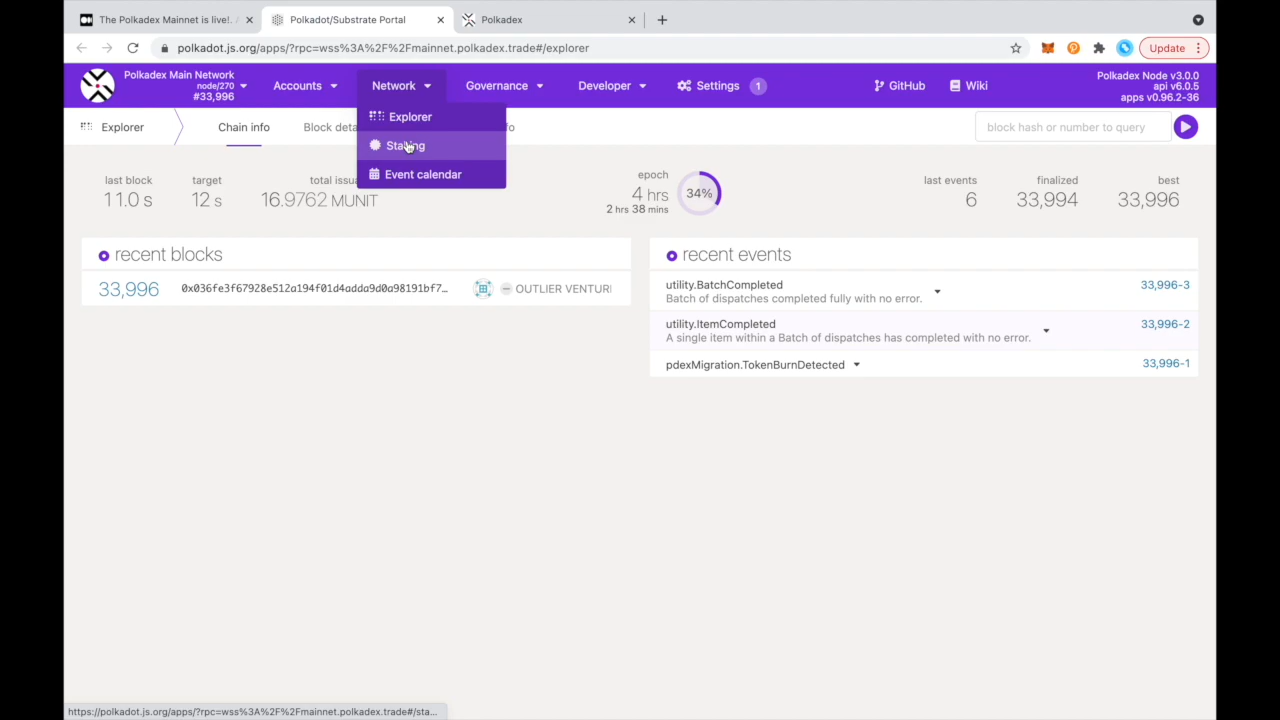 The Polkadex Mainnet is live!. A
Polkadot/Substrate Portal
Polkadex
polkadot.js.org/apps/?rpc=wss%3A%2F%2Fmainnet.polkadex.trade#/explorer
Update
Polkadex Main Network
node/270
#33,996
Accounts
Network
Governance
Developer
Settings
1
GitHub
Wiki
Polkadex Node v3.0.0
api v6.0.5
apps v0.96.2-36
Explorer
Staking
Event calendar
Explorer
Chain info
Block deta
fo
block hash or number to query
last block
11.0 s
target
12 s
total issua
16.9762 MUNIT
epoch
4 hrs
2 hrs 38 mins
34%
last events
6
finalized
33,994
best
33,996
recent blocks
33,996
0x036fe3f67928e512a194f01d4adda9d0a98191bf7…
OUTLIER VENTURI
recent events
utility.BatchCompleted
Batch of dispatches completed fully with no error.
33,996-3
utility.ItemCompleted
A single item within a Batch of dispatches has completed with no error.
33,996-2
pdexMigration.TokenBurnDetected
33,996-1
https://polkadot.js.org/apps/?rpc=wss%3A%2F%2Fmainnet.polkadex.trade#/sta...